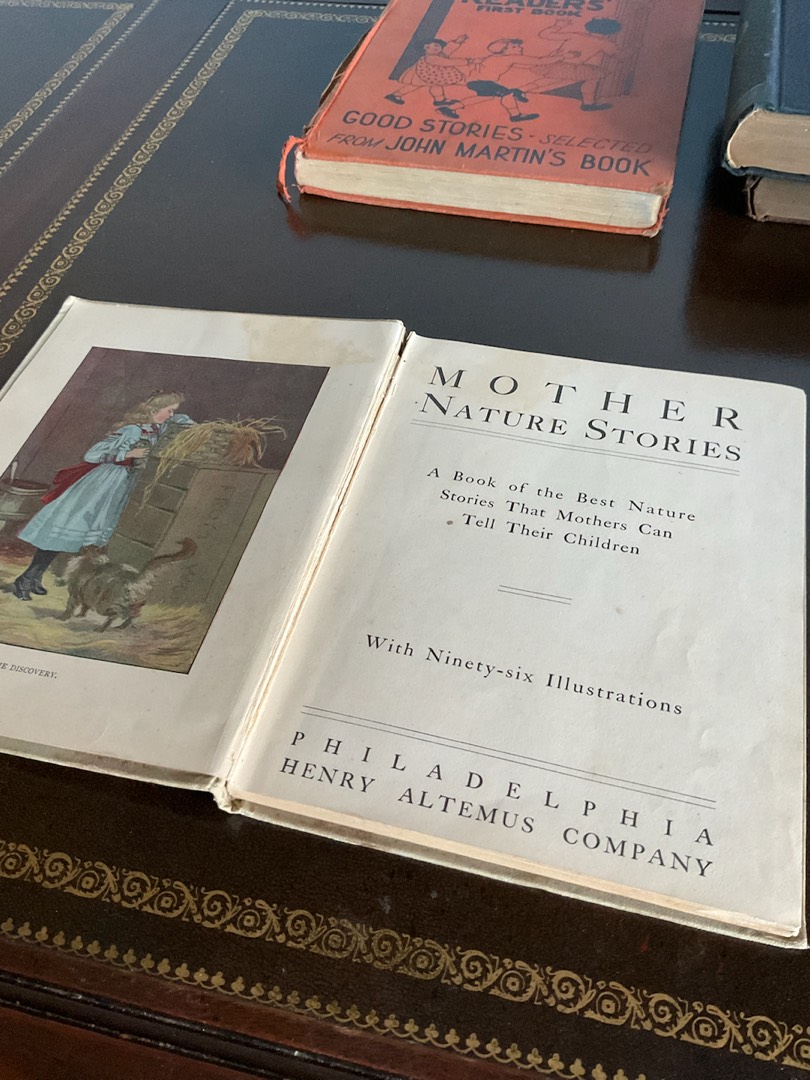 READERS'
FIRST BOOK
GOOD STORIES · SELECTED
FROM JOHN MARTIN'S BOOK
DISCOVERY.
MOTHER
NATURE STORIES
A Book of the Best Nature
Stories That Mothers Can
Tell Their Children
With Ninety-six Illustrations
PHILADELPHIA
HENRY ALTEMUS COMPANY